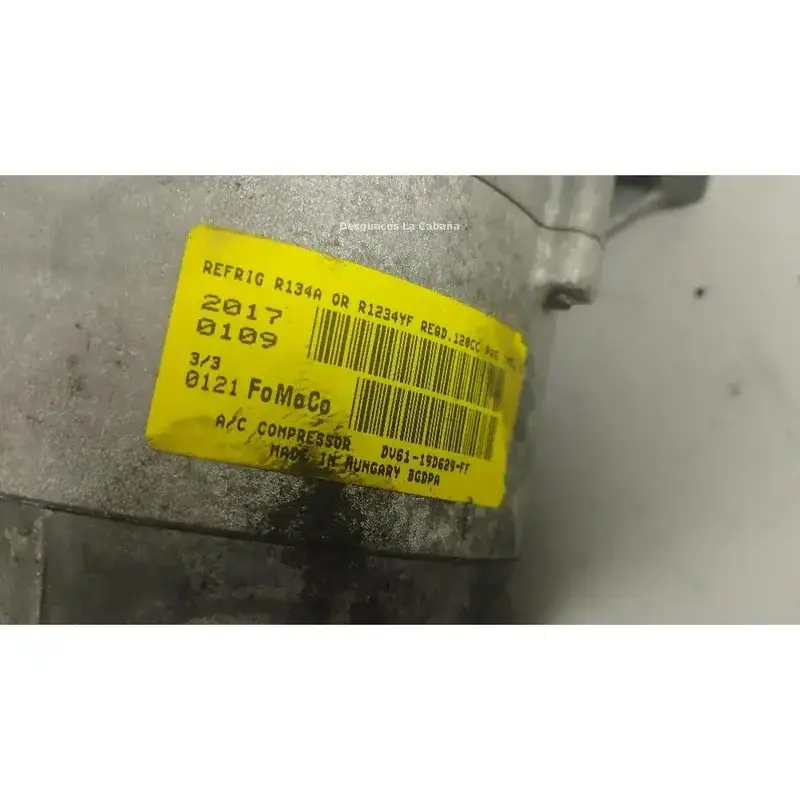 Desguaces La Cabaña
REFRIG R134A OR R1234YF REQD.120CC PAG
2017
0109
3/3
0121 FoMoCo
A/C COMPRESSOR DV61-19D629-FF
MADE IN HUNGARY BGDPA